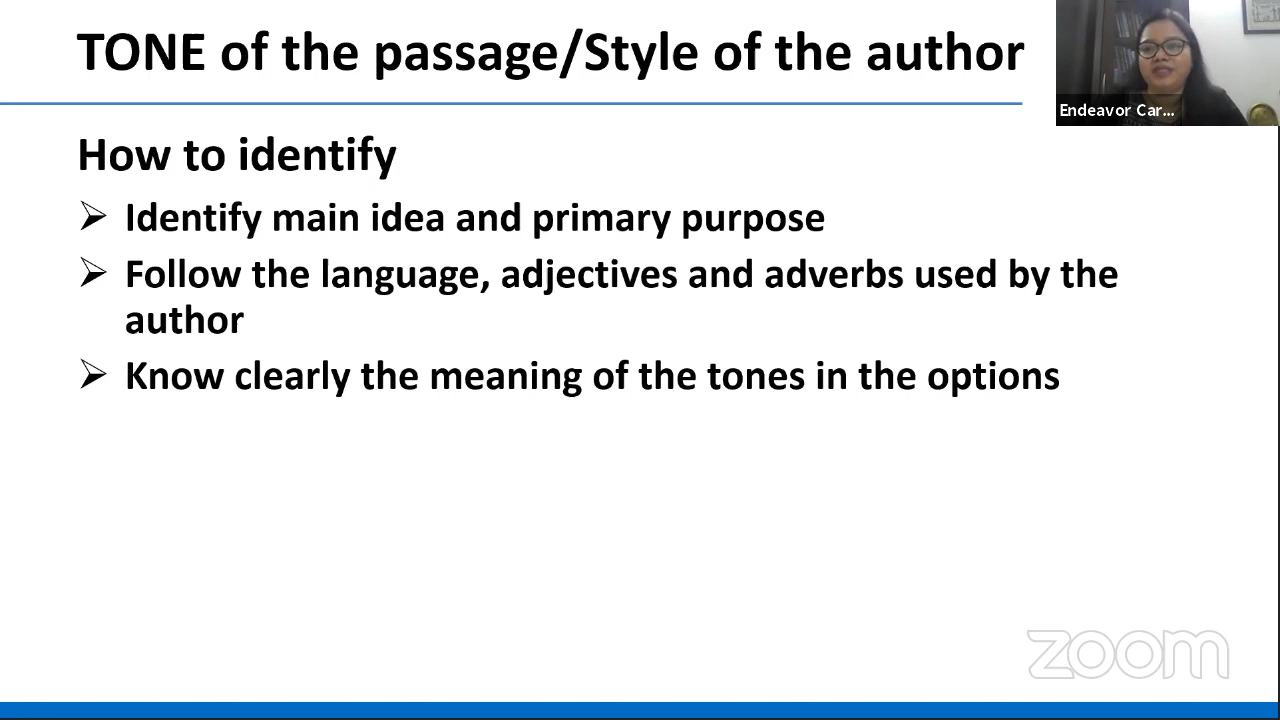 TONE of the passage/Style of the author
Endeavor Car...
How to identify
➢ Identify main idea and primary purpose
➢ Follow the language, adjectives and adverbs used by the
author
➢ Know clearly the meaning of the tones in the options
zoom